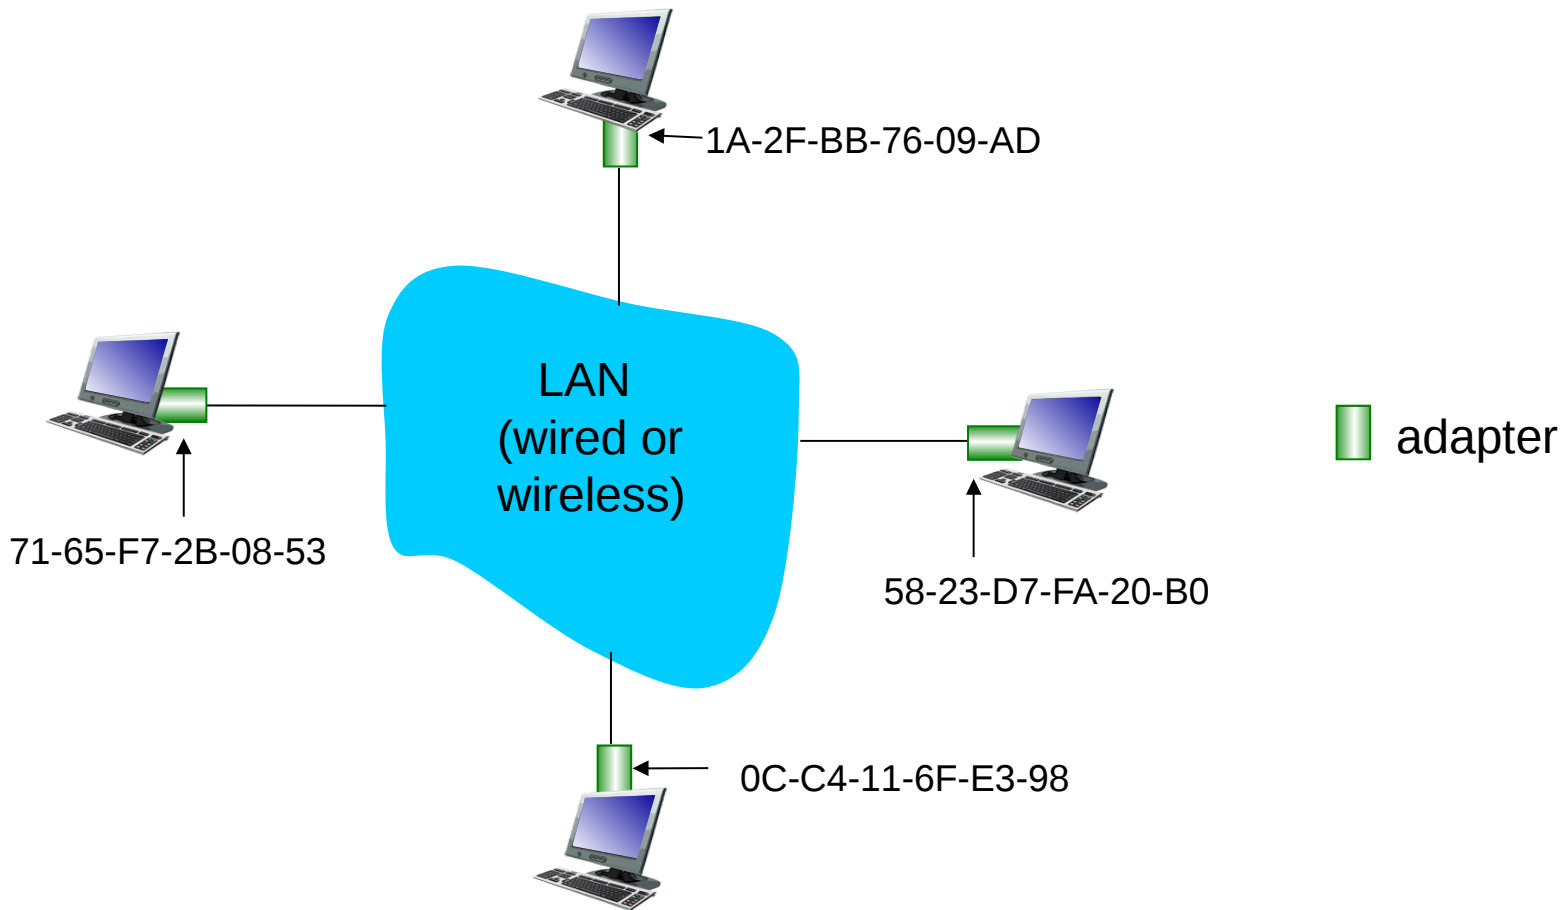 1A-2F-BB-76-09-AD
LAN
(wired or
wireless)
adapter
71-65-F7-2B-08-53
58-23-D7-FA-20-B0
0C-C4-11-6F-E3-98